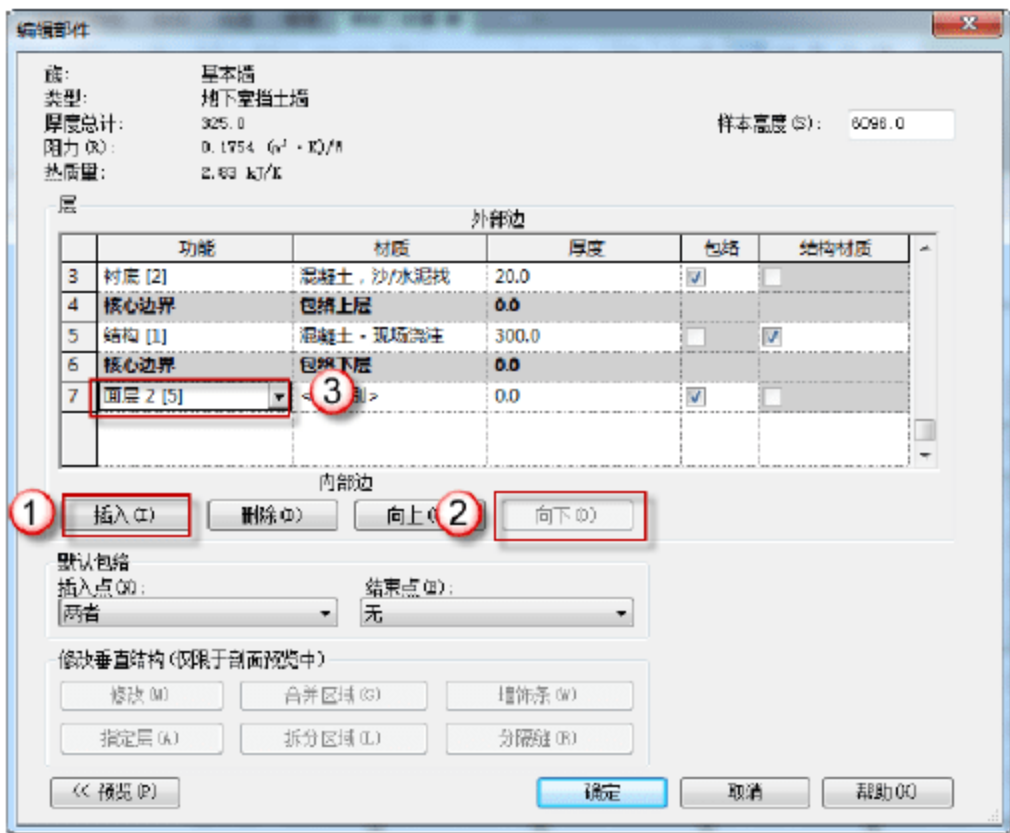 编辑部件
族: 基本墙
类型: 地下室挡土墙
厚度总计: 325.0
样本高度(S): 6096.0
阻力(R): 0.1754 (m²·K)/W
热质量: 2.83 kJ/K
层
外部边
功能 材质 厚度 包络 结构材质
3 衬底 [2] 混凝土,沙/水泥找 20.0
4 核心边界 包络上层 0.0
5 结构 [1] 混凝土 - 现场浇注 300.0
6 核心边界 包络下层 0.0
7 面层 2 [5] < 别> 0.0
③
内部边
① 插入(I) 删除(D) 向上 ② 向下(O)
默认包络
插入点(N): 结束点(E):
两者 无
修改垂直结构(仅限于剖面预览中)
修改(M) 合并区域(G) 墙饰条(W)
指定层(A) 拆分区域(L) 分隔缝(R)
<< 预览(P) 确定 取消 帮助(H)